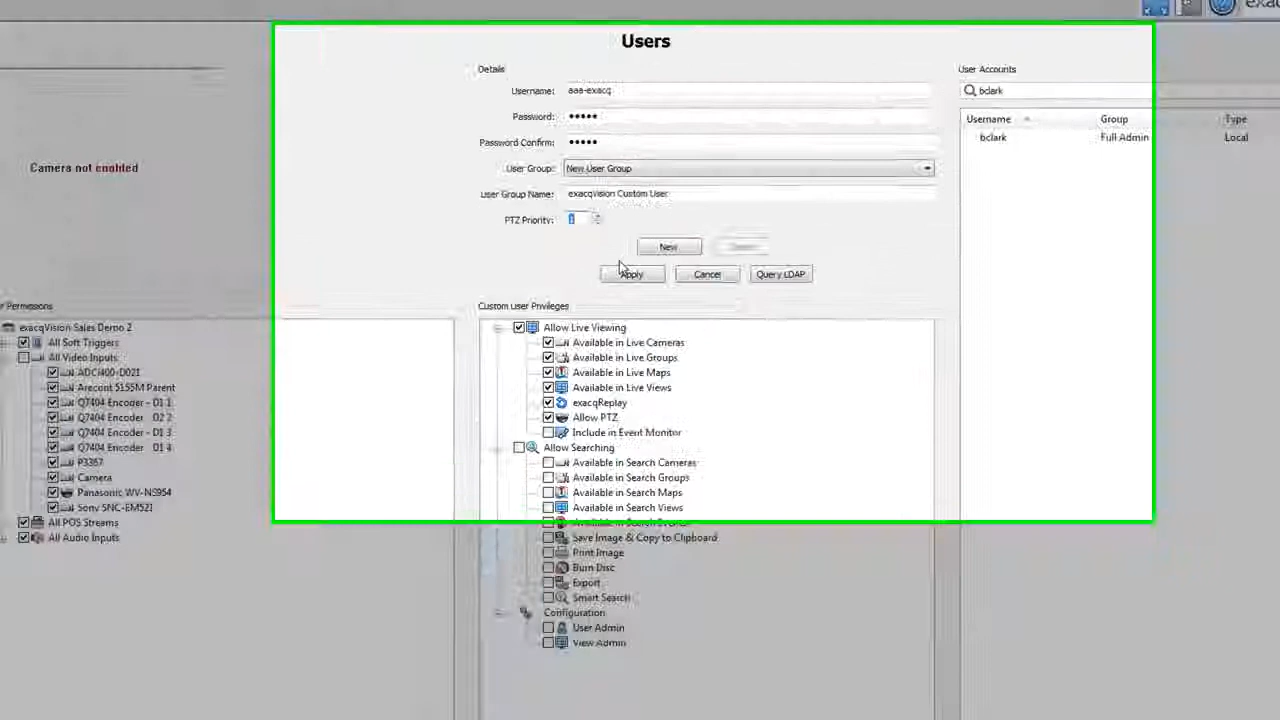 exac
Users
Details
Username: aaa-exacq
Password: •••••
Password Confirm: •••••
User Group: New User Group
User Group Name: exacqVision Custom User
PTZ Priority: 1
New
Apply Cancel Query LDAP
User Accounts
bclark
Username Group Type
bclark Full Admin Local
Camera not enabled
Permissions
exacqVision Sales Demo 2
All Soft Triggers
All Video Inputs
ADCi400-D021
Arecont 5155M Parent
Q7404 Encoder - D1 1
Q7404 Encoder D2 2
Q7404 Encoder - D1 3
Q7404 Encoder D1 4
P3367
Camera
Panasonic WV-NS954
Sony SNC-EM521
All POS Streams
All Audio Inputs
Custom User Privileges
Allow Live Viewing
Available in Live Cameras
Available in Live Groups
Available in Live Maps
Available in Live Views
exacqReplay
Allow PTZ
Include in Event Monitor
Allow Searching
Available in Search Cameras
Available in Search Groups
Available in Search Maps
Available in Search Views
Save Image & Copy to Clipboard
Print Image
Burn Disc
Export
Smart Search
Configuration
User Admin
View Admin